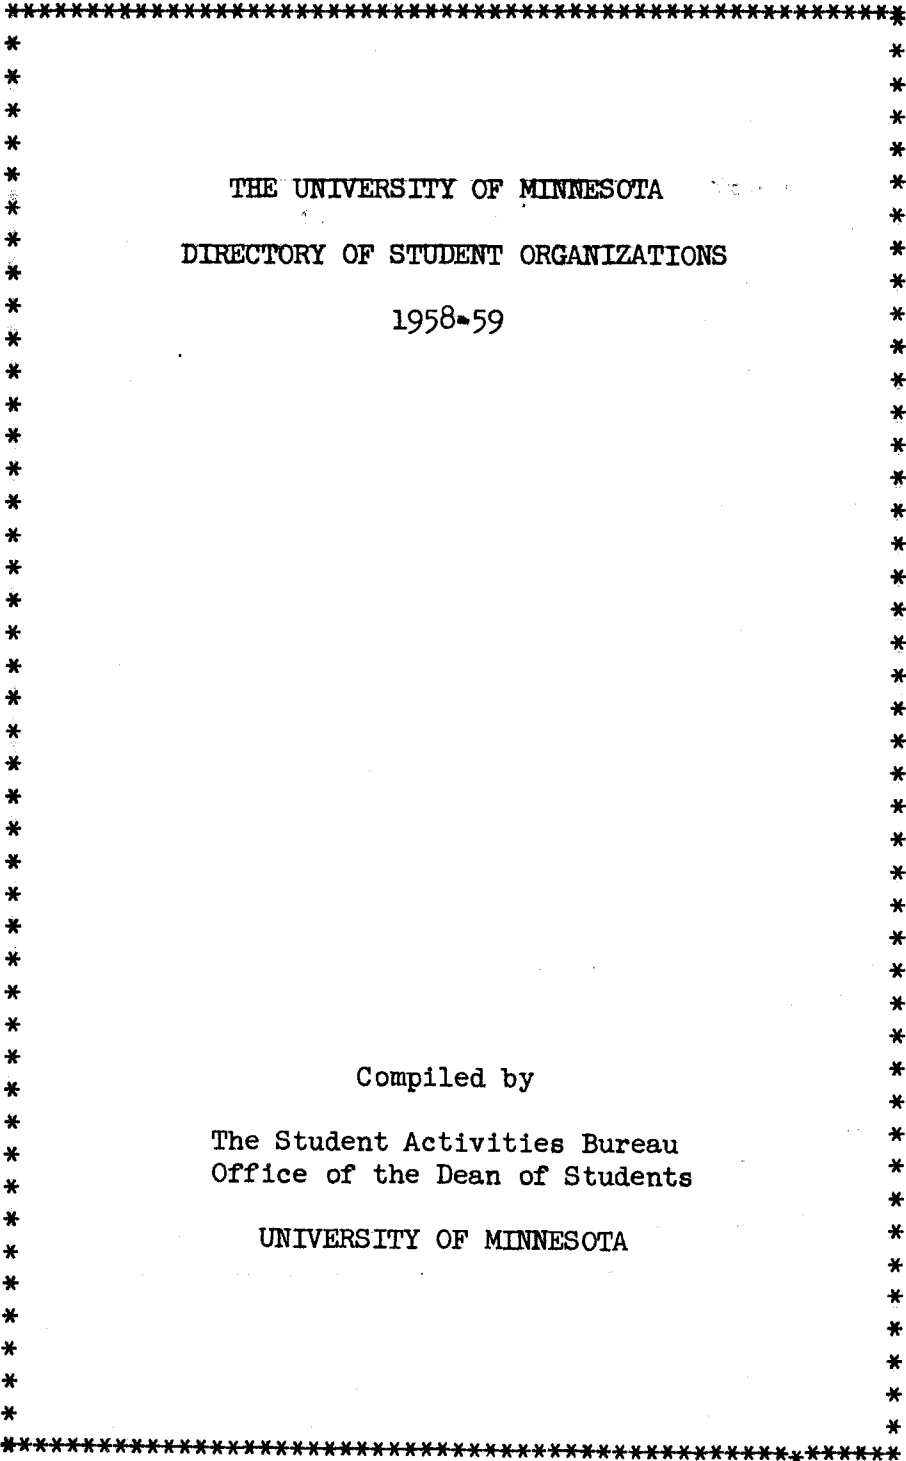 THE UNIVERSITY OF MINNESOTA
DIRECTORY OF STUDENT ORGANIZATIONS
1958-59
Compiled by
The Student Activities Bureau
Office of the Dean of Students
UNIVERSITY OF MINNESOTA